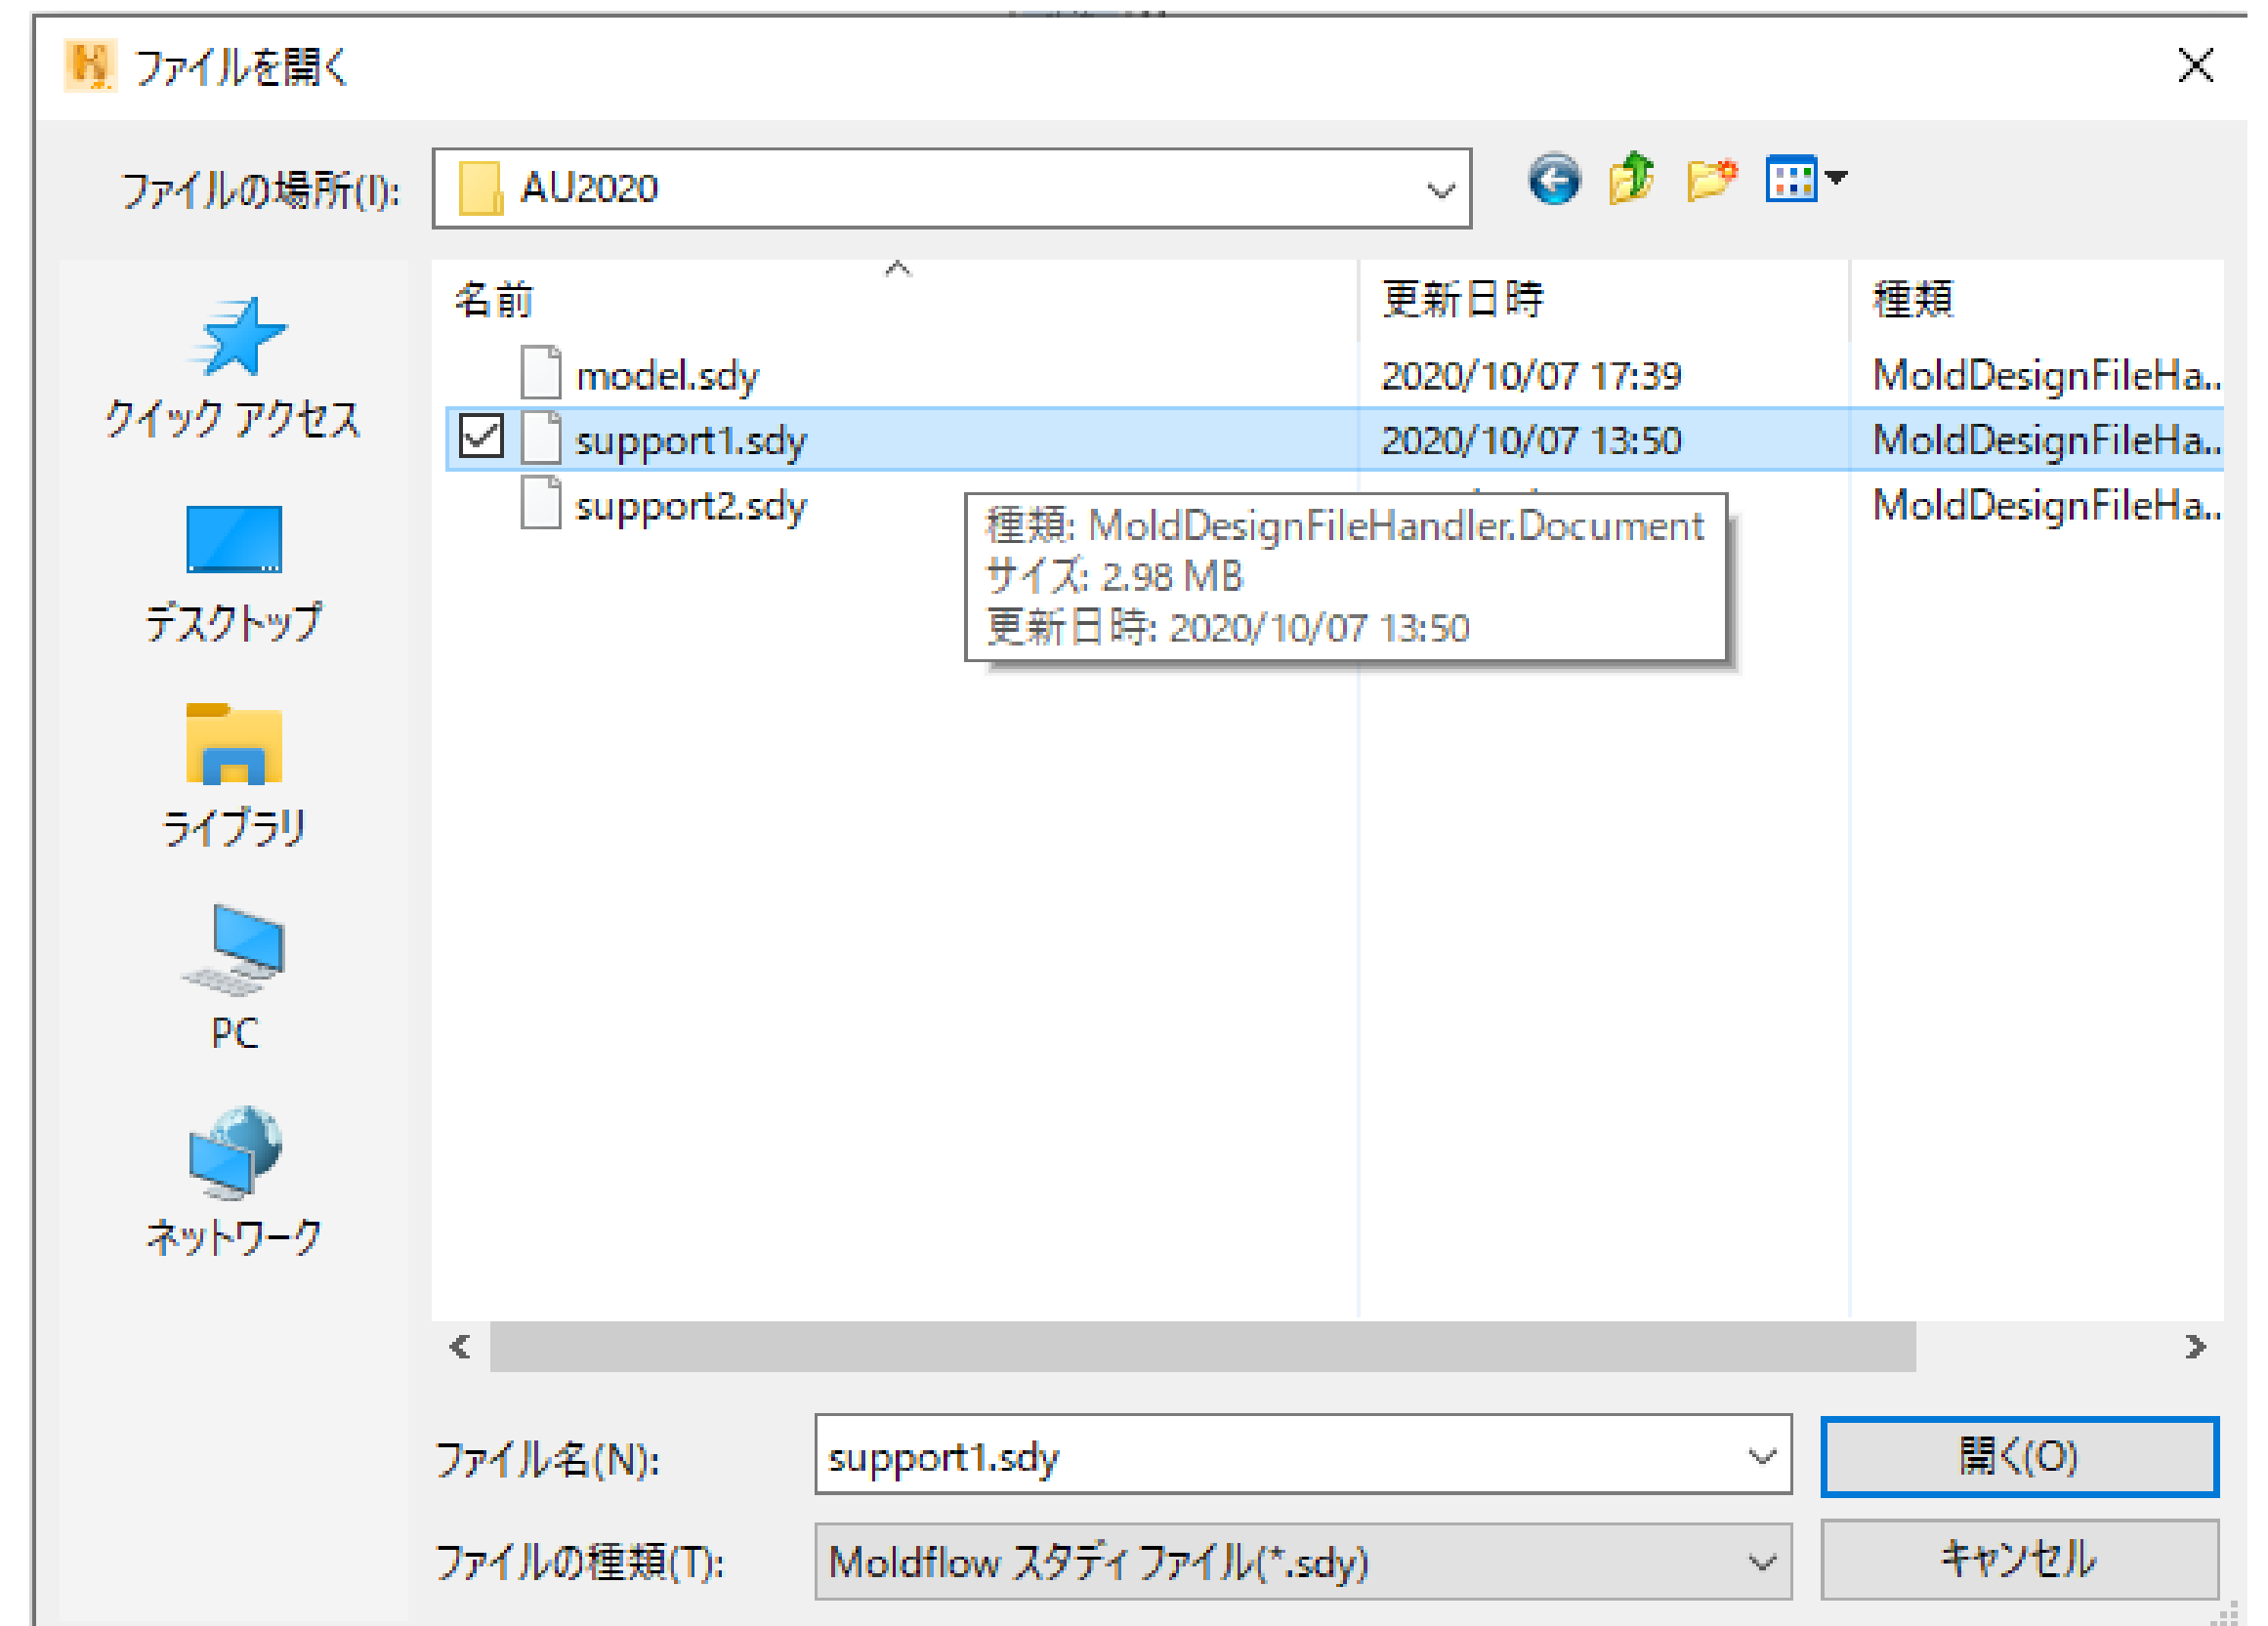 ファイルを開く
ファイルの場所(I):
AU2020
クイック アクセス
デスクトップ
ライブラリ
PC
ネットワーク
名前 更新日時 種類
model.sdy 2020/10/07 17:39 MoldDesignFileHa..
support1.sdy 2020/10/07 13:50 MoldDesignFileHa..
support2.sdy MoldDesignFileHa..
種類: MoldDesignFileHandler.Document
サイズ: 2.98 MB
更新日時: 2020/10/07 13:50
ファイル名(N): support1.sdy 開く(O)
ファイルの種類(T): Moldflow スタディ ファイル(*.sdy) キャンセル